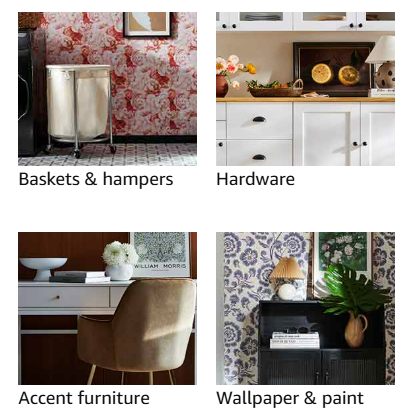 Baskets & hampers
Hardware
WILLIAM MORRIS
Accent furniture
Wallpaper & paint